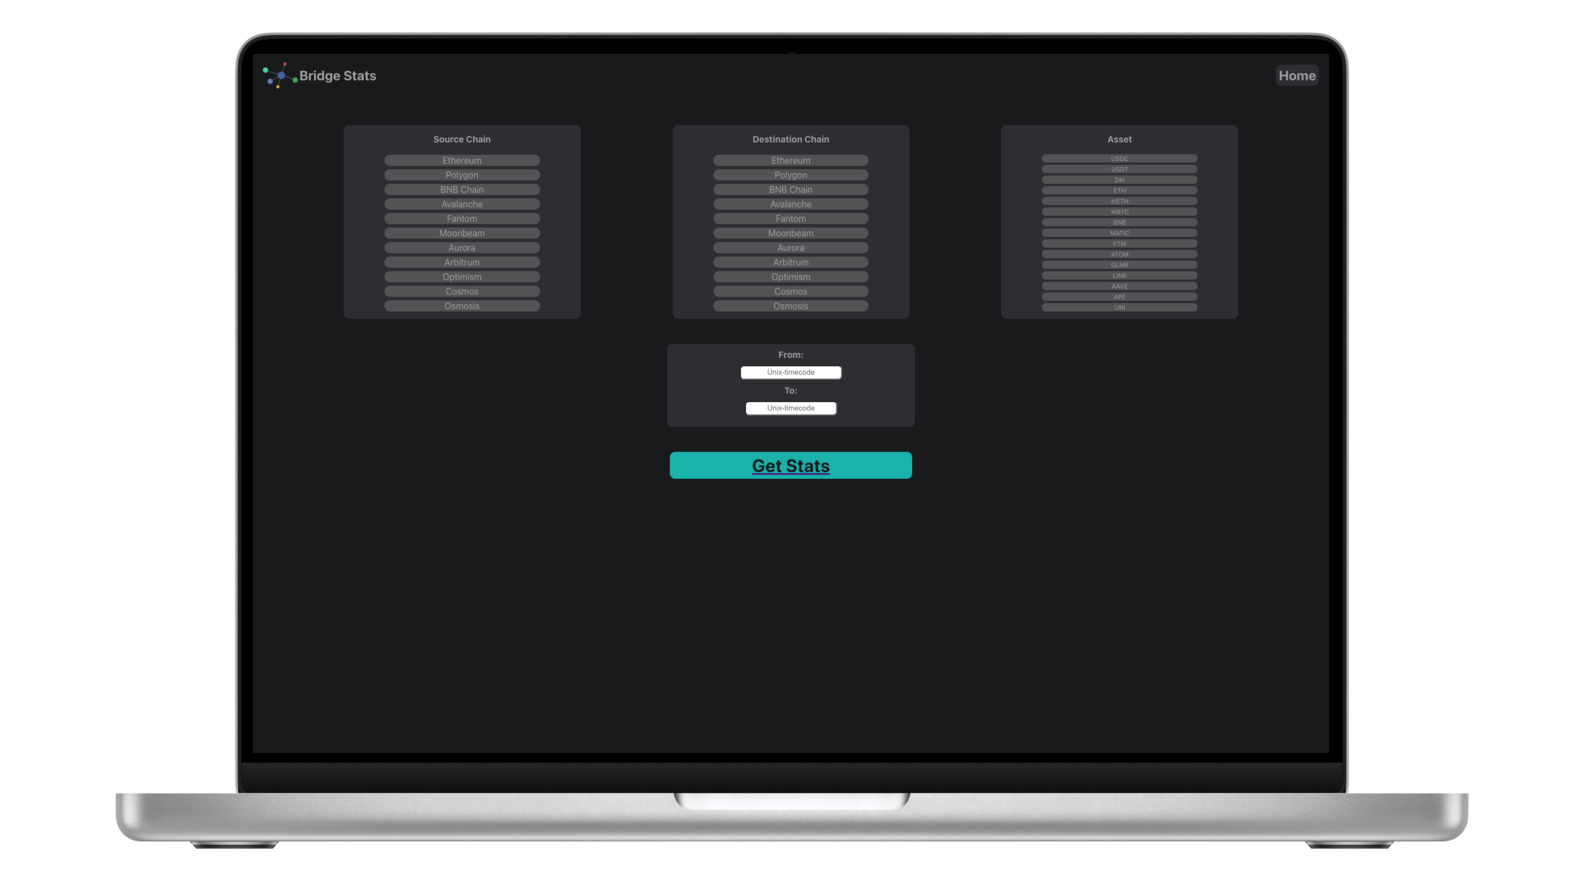 Bridge Stats
Home
Source Chain
Ethereum
Polygon
BNB Chain
Avalanche
Fantom
Moonbeam
Aurora
Arbitrum
Optimism
Cosmos
Osmosis
Destination Chain
Ethereum
Polygon
BNB Chain
Avalanche
Fantom
Moonbeam
Aurora
Arbitrum
Optimism
Cosmos
Osmosis
Asset
USDC
USDT
DAI
ETH
stETH
WBTC
BNB
MATIC
FTM
ATOM
GLMR
LINK
AAVE
APE
UNI
From:
Unix-timecode
To:
Unix-timecode
Get Stats